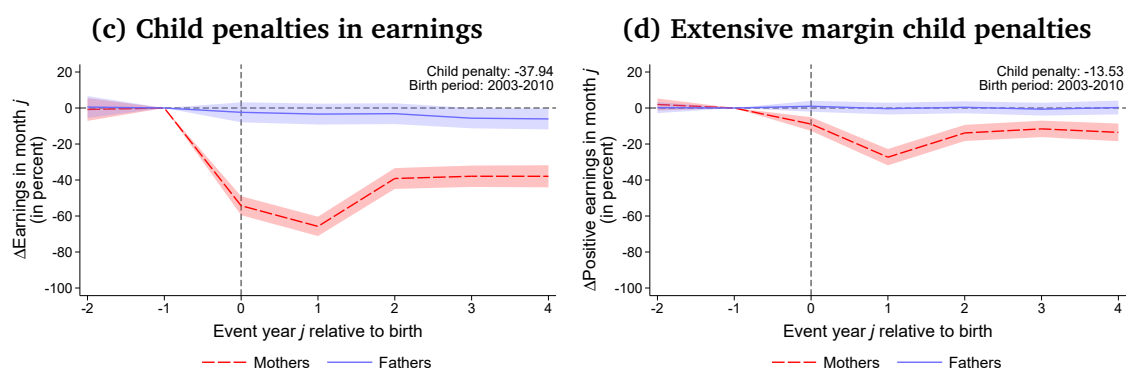 (c) Child penalties in earnings
Child penalty: -37.94
Birth period: 2003-2010
ΔEarnings in month j
(in percent)
20
0
-20
-40
-60
-80
-100
-2 -1 0 1 2 3 4
Event year j relative to birth
Mothers Fathers
(d) Extensive margin child penalties
Child penalty: -13.53
Birth period: 2003-2010
ΔPositive earnings in month j
(in percent)
20
0
-20
-40
-60
-80
-100
-2 -1 0 1 2 3 4
Event year j relative to birth
Mothers Fathers